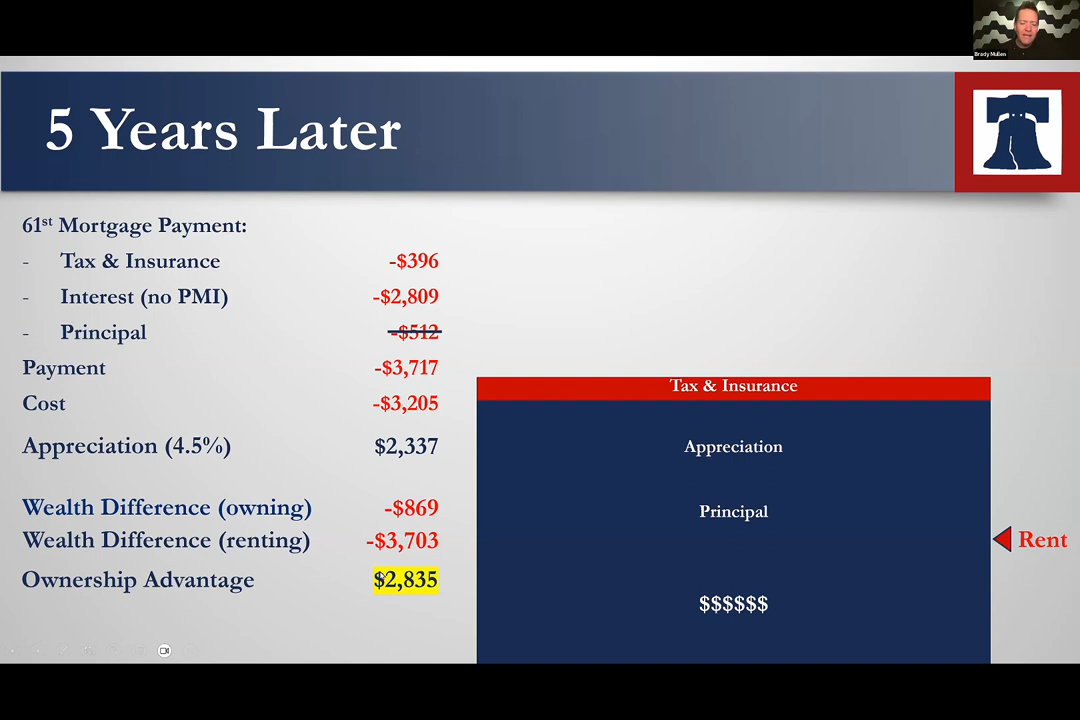 Brady Mullen
5 Years Later
61st Mortgage Payment:
- Tax & Insurance -$396
- Interest (no PMI) -$2,809
- Principal -$512
Payment -$3,717
Cost -$3,205
Appreciation (4.5%) $2,337
Wealth Difference (owning) -$869
Wealth Difference (renting) -$3,703
Ownership Advantage $2,835
Tax & Insurance
Appreciation
Principal
$$$$$$
Rent